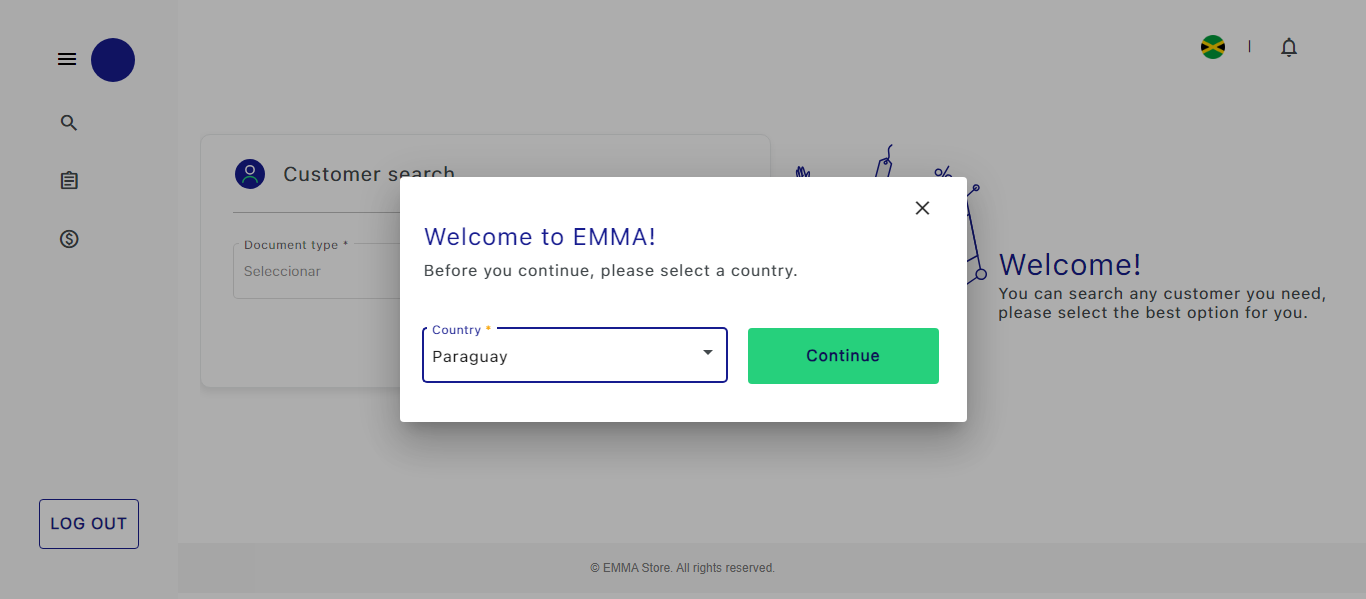 Customer search
Document type *
Seleccionar
Welcome to EMMA!
Before you continue, please select a country.
Country *
Paraguay
Continue
%
Welcome!
You can search any customer you need,
please select the best option for you.
LOG OUT
© EMMA Store. All rights reserved.